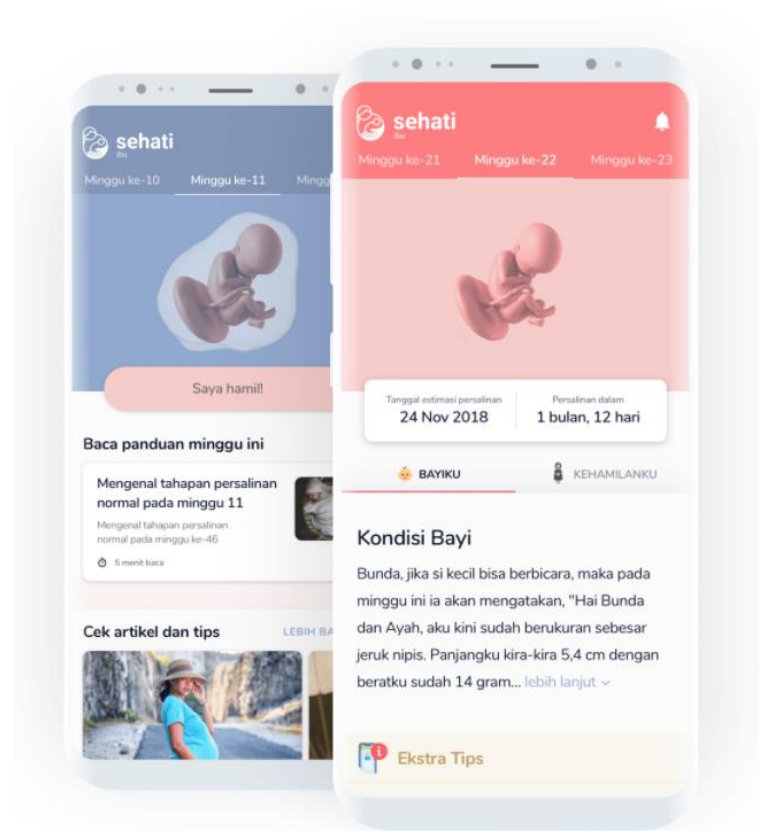 sehati
ibu
Minggu ke-10 Minggu ke-11 Mingg
Saya hamil!
Baca panduan minggu ini
Mengenal tahapan persalinan
normal pada minggu 11
Mengenal tahapan persalinan
normal pada minggu ke-46
5 menit baca
Cek artikel dan tips LEBIH BA
sehati
ibu
Minggu ke-21 Minggu ke-22 Minggu ke-23
Tanggal estimasi persalinan Persalinan dalam
24 Nov 2018 1 bulan, 12 hari
BAYIKU KEHAMILANKU
Kondisi Bayi
Bunda, jika si kecil bisa berbicara, maka pada
minggu ini ia akan mengatakan, "Hai Bunda
dan Ayah, aku kini sudah berukuran sebesar
jeruk nipis. Panjangku kira-kira 5,4 cm dengan
beratku sudah 14 gram... lebih lanjut
Ekstra Tips